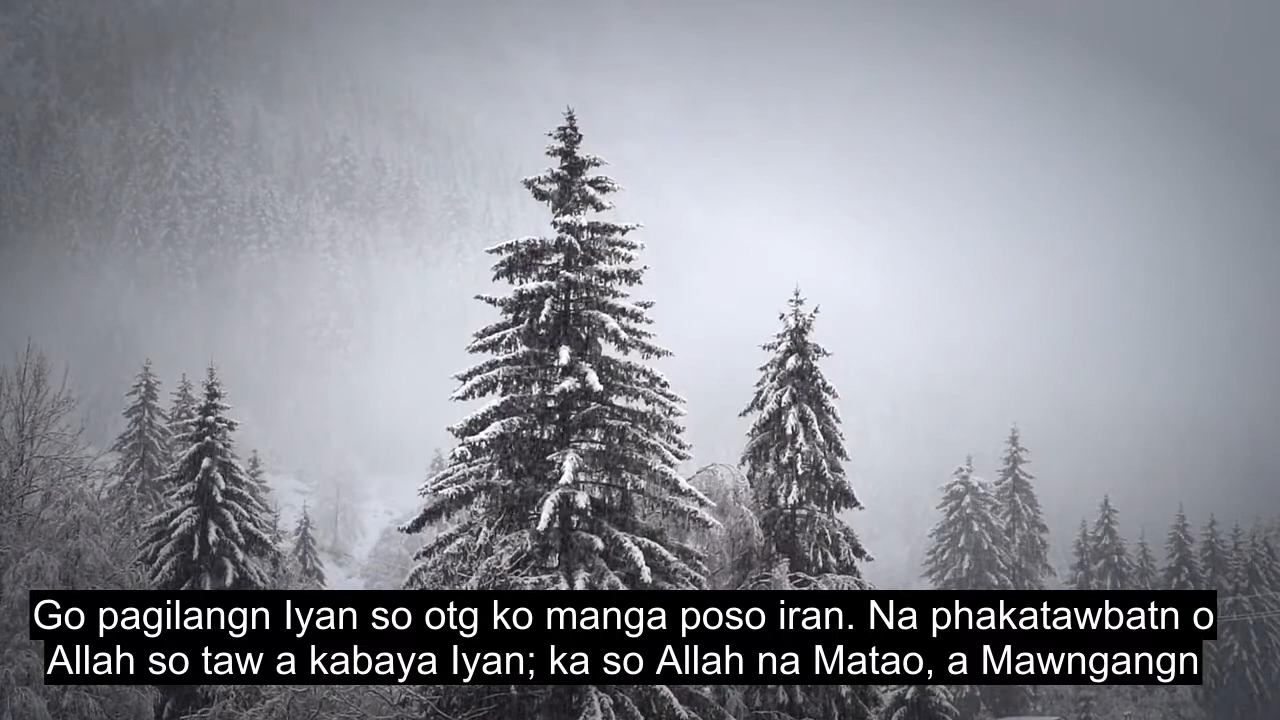 Go pagilangn Iyan so otg ko manga poso iran. Na phakatawbatn o
Allah so taw a kabaya Iyan; ka so Allah na Matao, a Mawngangn